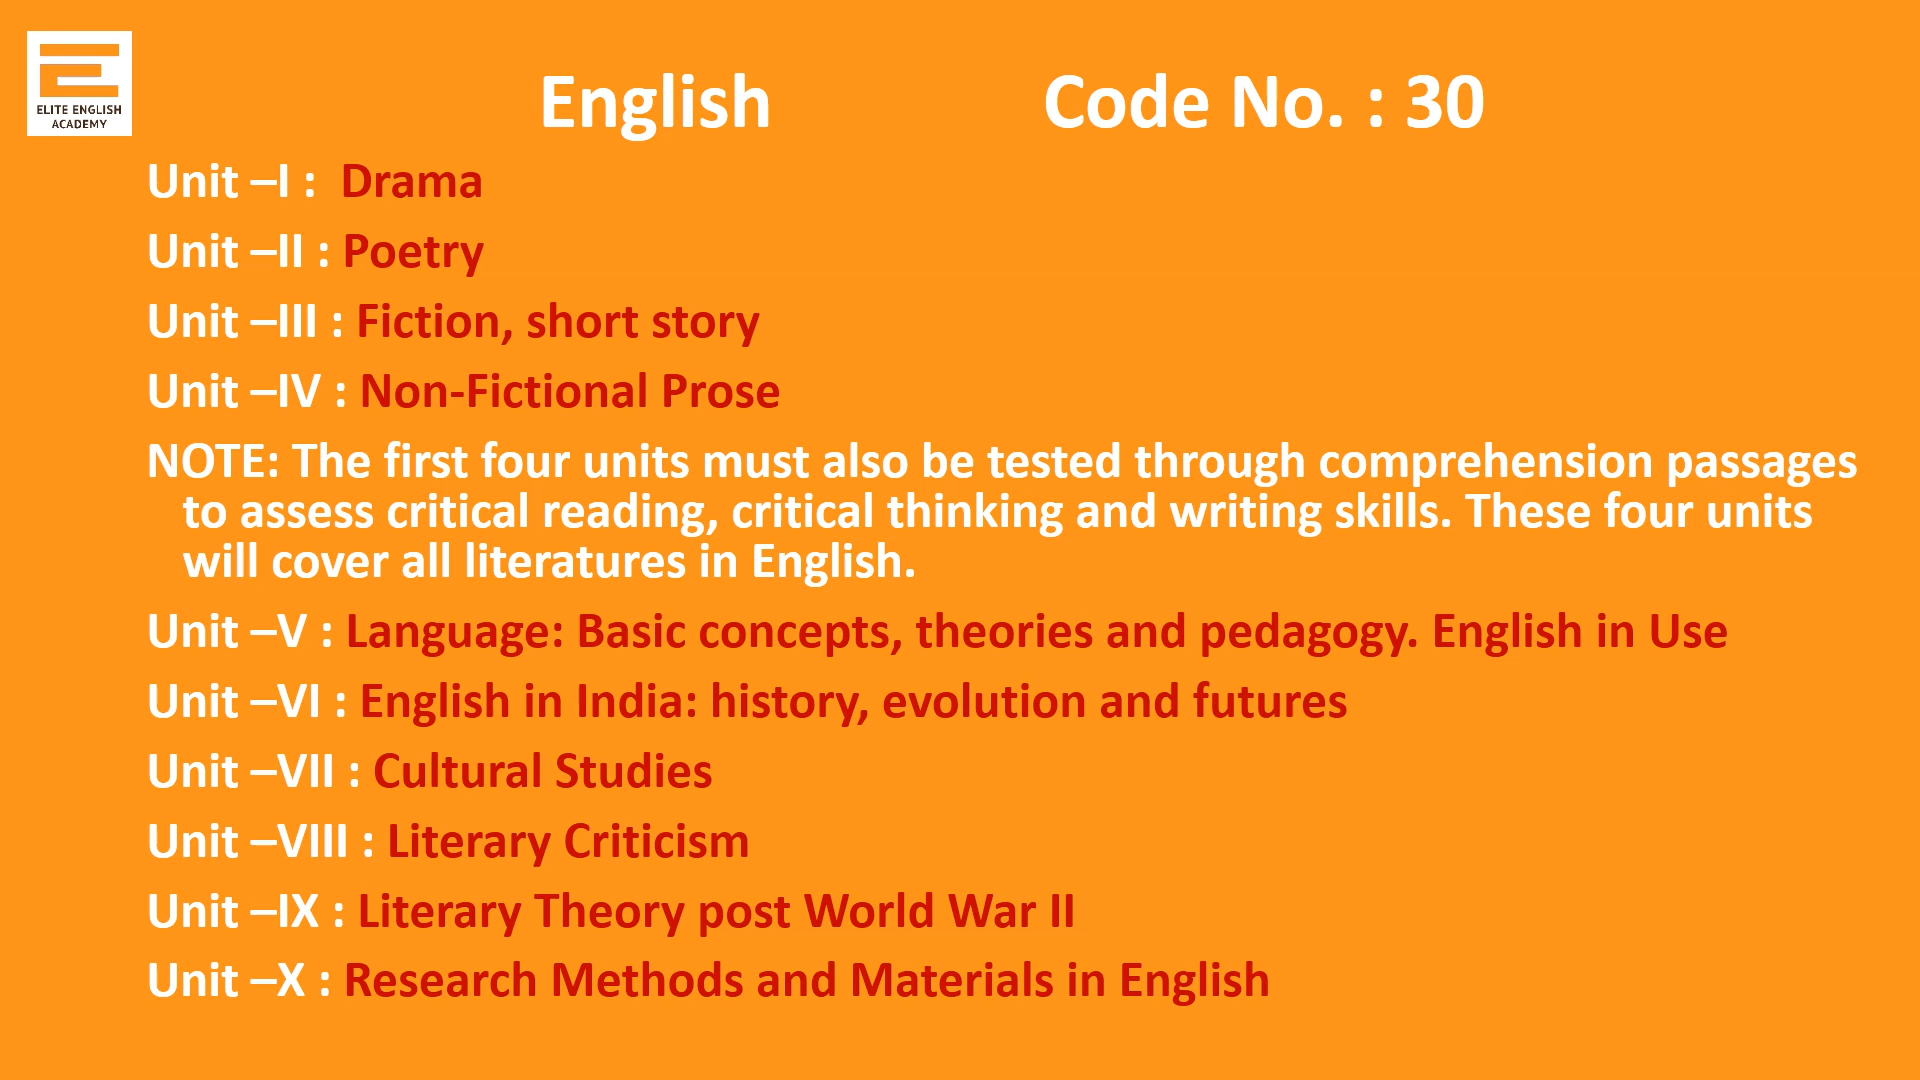 ELITE ENGLISH
ACADEMY
English Code No. : 30
Unit –I : Drama
Unit –II : Poetry
Unit –III : Fiction, short story
Unit –IV : Non-Fictional Prose
NOTE: The first four units must also be tested through comprehension passages
to assess critical reading, critical thinking and writing skills. These four units
will cover all literatures in English.
Unit –V : Language: Basic concepts, theories and pedagogy. English in Use
Unit –VI : English in India: history, evolution and futures
Unit –VII : Cultural Studies
Unit –VIII : Literary Criticism
Unit –IX : Literary Theory post World War II
Unit –X : Research Methods and Materials in English